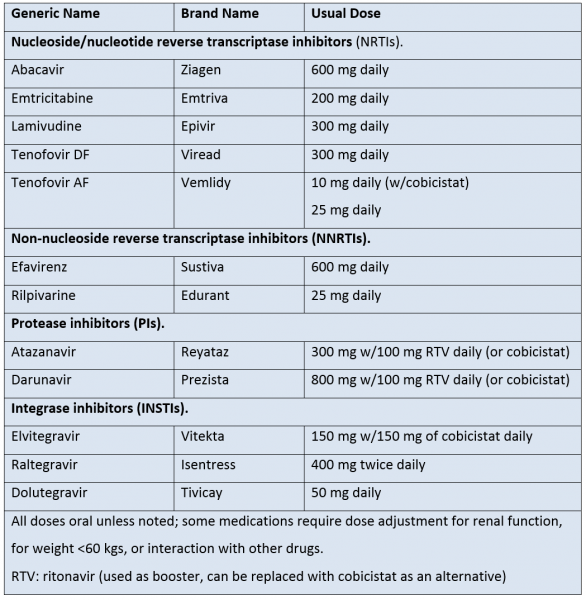 Generic Name Brand Name Usual Dose
Nucleoside/nucleotide reverse transcriptase inhibitors (NRTIs).
Abacavir Ziagen 600 mg daily
Emtricitabine Emtriva 200 mg daily
Lamivudine Epivir 300 mg daily
Tenofovir DF Viread 300 mg daily
Tenofovir AF Vemlidy 10 mg daily (w/cobicistat)
25 mg daily
Non-nucleoside reverse transcriptase inhibitors (NNRTIs).
Efavirenz Sustiva 600 mg daily
Rilpivarine Edurant 25 mg daily
Protease inhibitors (PIs).
Atazanavir Reyataz 300 mg w/100 mg RTV daily (or cobicistat)
Darunavir Prezista 800 mg w/100 mg RTV daily (or cobicistat)
Integrase inhibitors (INSTIs).
Elvitegravir Vitekta 150 mg w/150 mg of cobicistat daily
Raltegravir Isentress 400 mg twice daily
Dolutegravir Tivicay 50 mg daily
All doses oral unless noted; some medications require dose adjustment for renal function,
for weight <60 kgs, or interaction with other drugs.
RTV: ritonavir (used as booster, can be replaced with cobicistat as an alternative)